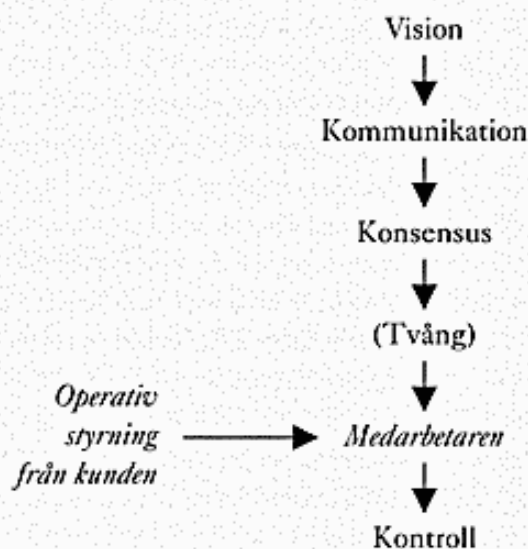 Vision
Kommunikation
Konsensus
(Tvång)
Operativ
styrning
från kunden
Medarbetaren
Kontroll